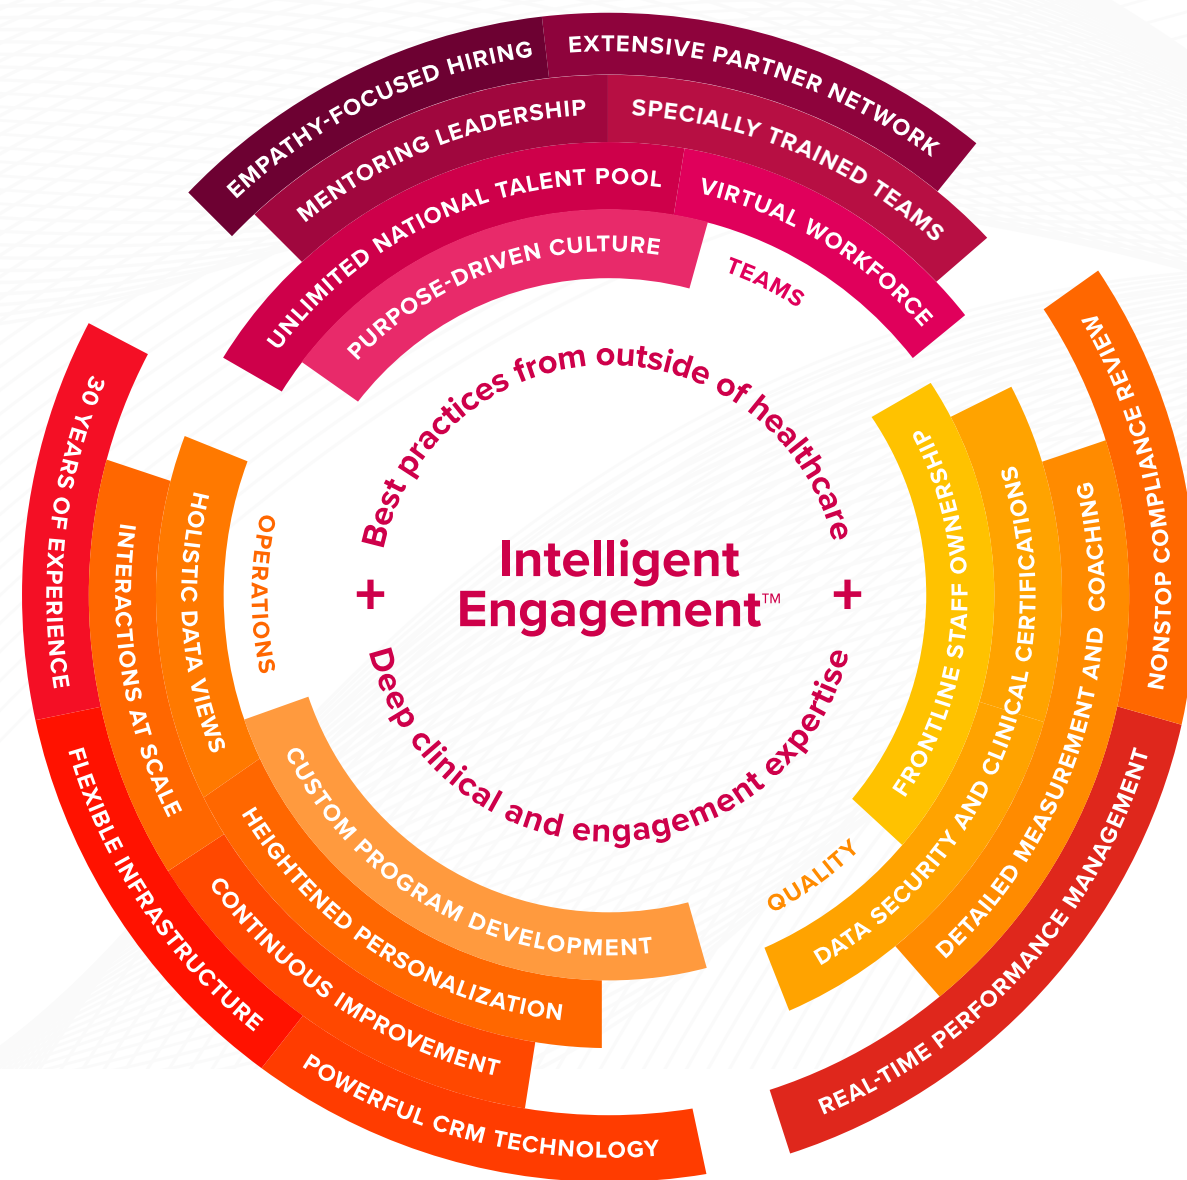 EMPATHY-FOCUSED HIRING
EXTENSIVE PARTNER NETWORK
MENTORING LEADERSHIP
SPECIALLY TRAINED TEAMS
UNLIMITED NATIONAL TALENT POOL
VIRTUAL WORKFORCE
PURPOSE-DRIVEN CULTURE
TEAMS
NONSTOP COMPLIANCE REVIEW
REAL-TIME PERFORMANCE MANAGEMENT
DETAILED MEASUREMENT AND COACHING
DATA SECURITY AND CLINICAL CERTIFICATIONS
FRONTLINE STAFF OWNERSHIP
QUALITY
30 YEARS OF EXPERIENCE
FLEXIBLE INFRASTRUCTURE
POWERFUL CRM TECHNOLOGY
INTERACTIONS AT SCALE
CONTINUOUS IMPROVEMENT
HOLISTIC DATA VIEWS
HEIGHTENED PERSONALIZATION
CUSTOM PROGRAM DEVELOPMENT
OPERATIONS
Best practices from outside of healthcare
+ +
Intelligent
Engagement™
Deep clinical and engagement expertise